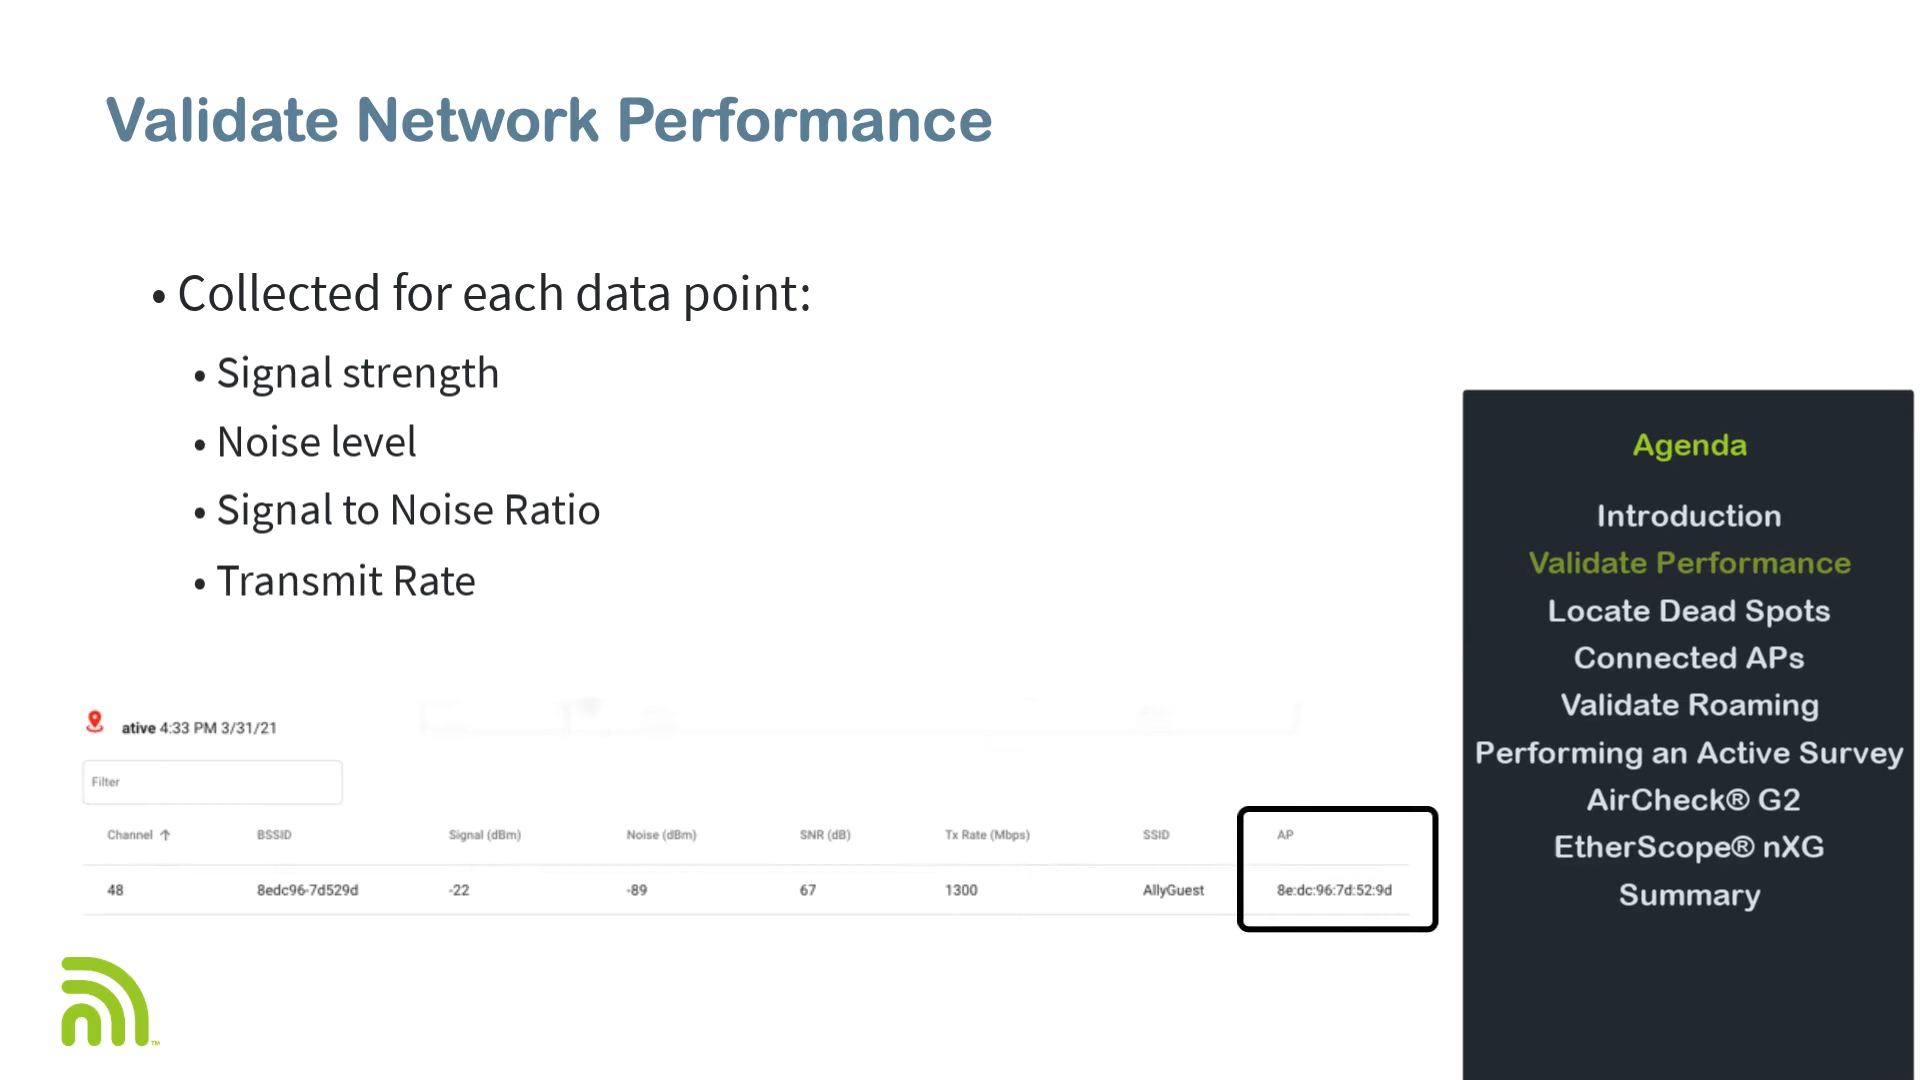 Validate Network Performance
• Collected for each data point:
• Signal strength
• Noise level
• Signal to Noise Ratio
• Transmit Rate
ative 4:33 PM 3/31/21
Filter
Channel ↑ BSSID Signal (dBm) Noise (dBm) SNR (dB) Tx Rate (Mbps) SSID AP
48 8edc96-7d529d -22 -89 67 1300 AllyGuest 8e:dc:96:7d:52:9d
Agenda
Introduction
Validate Performance
Locate Dead Spots
Connected APs
Validate Roaming
Performing an Active Survey
AirCheck® G2
EtherScope® nXG
Summary
™